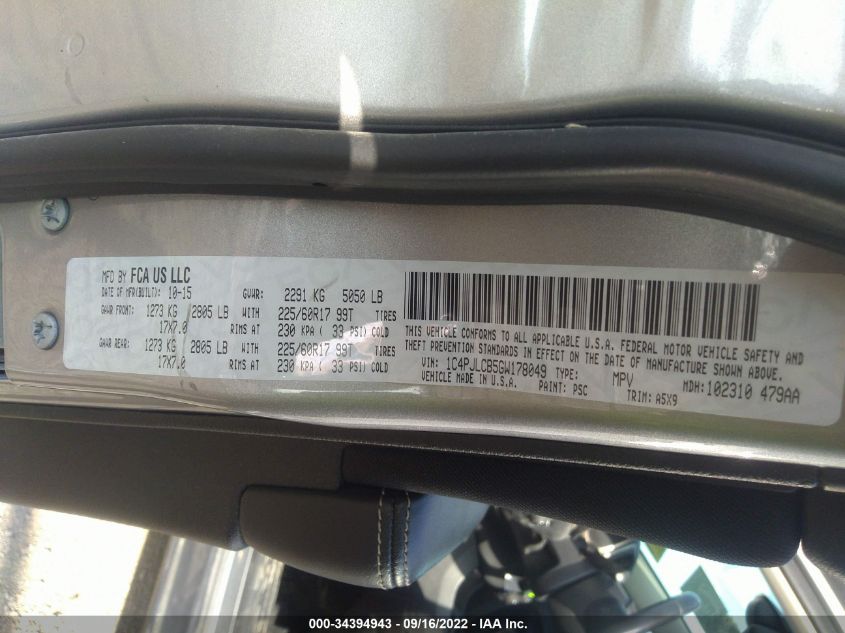 MFD BY FCA US LLC
DATE OF MFR(BUILT): 10-15 GVWR: 2291 KG 5050 LB
GAWR FRONT: 1273 KG ( 2805 LB WITH 225/60R17 99T TIRES
17X7.0 RIMS AT 230 KPA ( 33 PSI) COLD
GAWR REAR: 1273 KG ( 2805 LB WITH 225/60R17 99T TIRES
17X7.0 RIMS AT 230 KPA ( 33 PSI) COLD
THIS VEHICLE CONFORMS TO ALL APPLICABLE U.S.A. FEDERAL MOTOR VEHICLE SAFETY AND
THEFT PREVENTION STANDARDS IN EFFECT ON THE DATE OF MANUFACTURE SHOWN ABOVE.
VIN: 1C4PJLCB5GW178049 TYPE: MPV MDH: 102310 479AA
VEHICLE MADE IN U.S.A. PAINT: PSC TRIM: A5X9
000-34394943 - 09/16/2022 - IAA Inc.